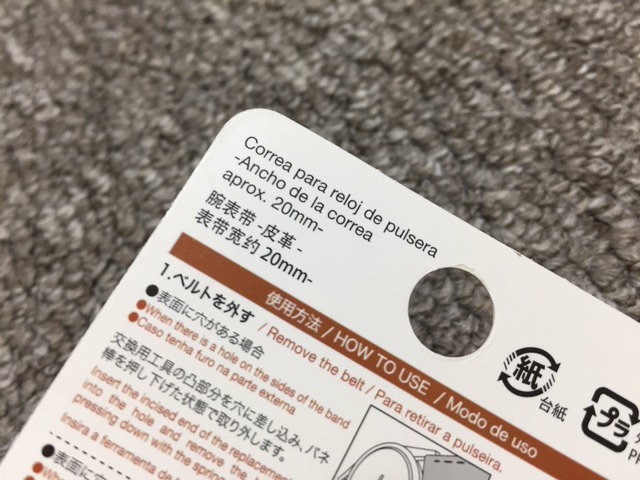 Correa para reloj de pulsera
-Ancho de la correa
aprox. 20mm-
腕表带 -皮革-
表带宽约 20mm-
使用方法 / HOW TO USE / Modo de uso
1.ベルトを外す / Remove the belt / Para retirar a pulseira.
●表面に穴がある場合
●When there is a hole on the sides of the band
●Caso tenha furo na parte externa
交換用工具の凸部分を穴に差し込み、バネ
棒を押し下げた状態で取り外します。
Insert the incised end of the replacement
into the hole and remove the
pressing down with the spring
Insira a ferramenta de
●表面に
●When
紙
台紙
プラ